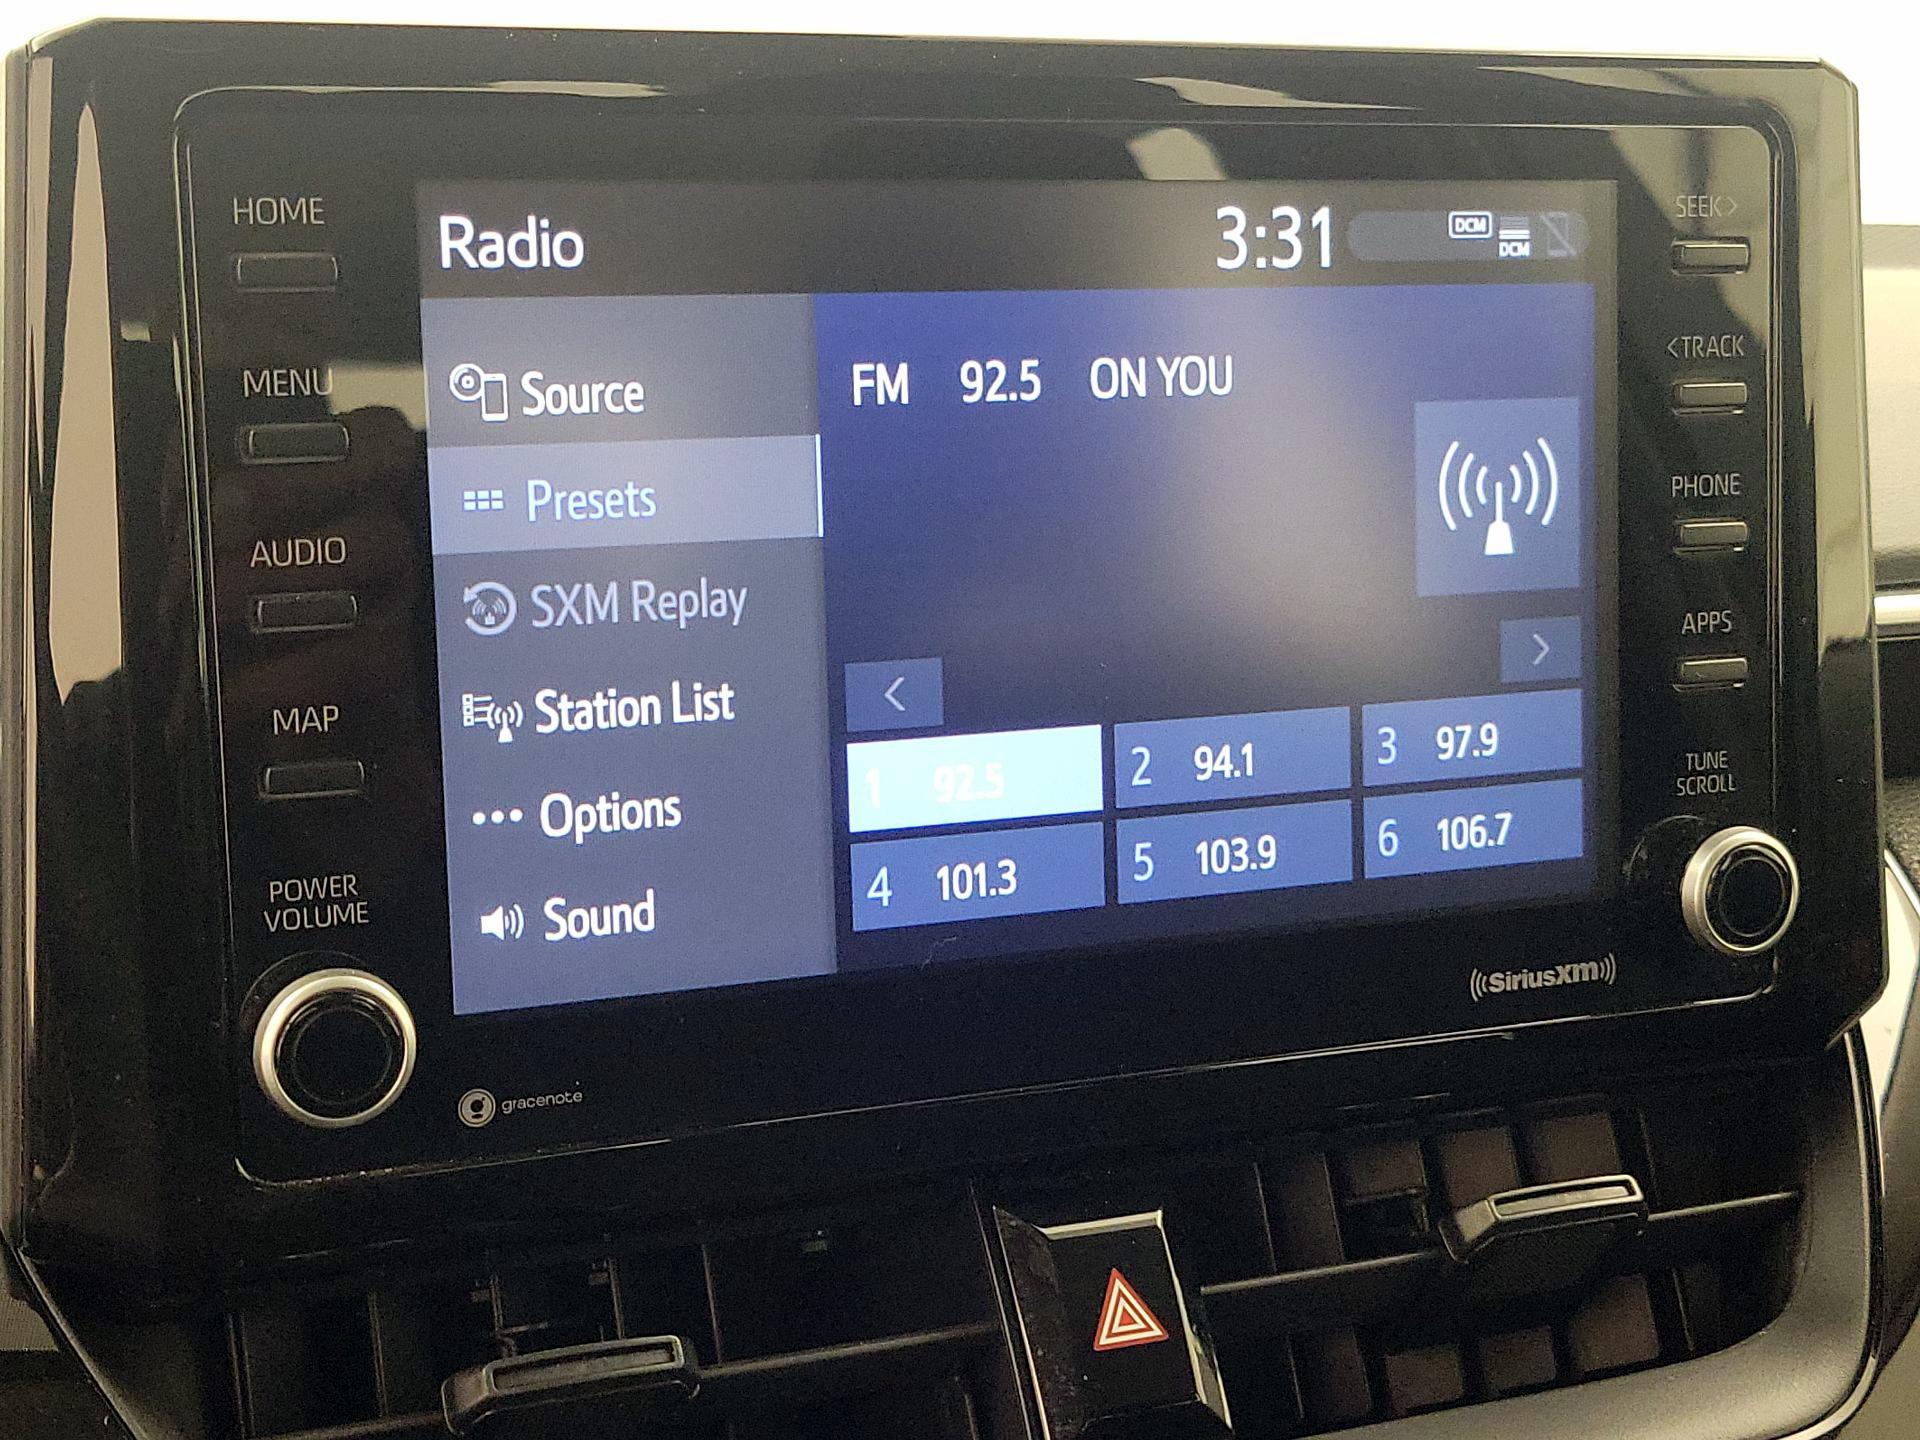 HOME
MENU
AUDIO
MAP
POWER
VOLUME
Radio
3:31
DCM
DCM
Source
Presets
SXM Replay
Station List
Options
Sound
FM 92.5 ON YOU
<
>
1 92.5
2 94.1
3 97.9
4 101.3
5 103.9
6 106.7
SEEK>
<TRACK
PHONE
APPS
TUNE
SCROLL
gracenote
SiriusXM